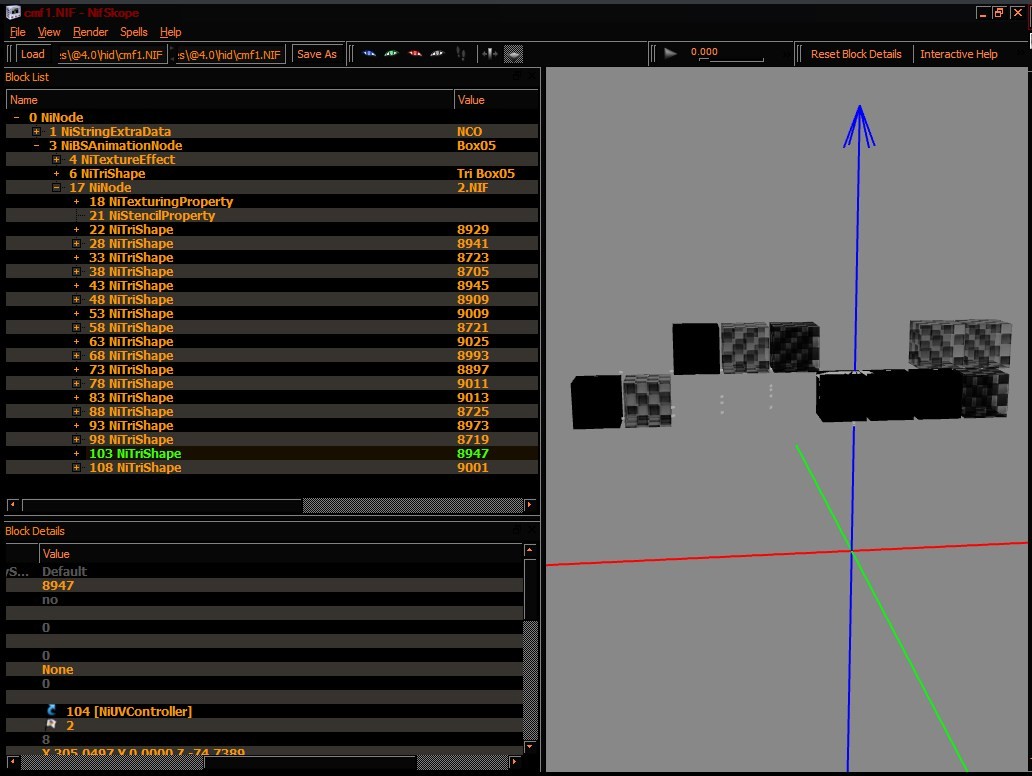 cmf1.NIF - NifSkope
File View Render Spells Help
Load :s\@4.0\hid\cmf1.NIF :s\@4.0\hid\cmf1.NIF Save As 0.000 Reset Block Details Interactive Help
Block List
Name Value
0 NiNode
1 NiStringExtraData NCO
3 NiBSAnimationNode Box05
4 NiTextureEffect
6 NiTriShape Tri Box05
17 NiNode 2.NIF
18 NiTexturingProperty
21 NiStencilProperty
22 NiTriShape 8929
28 NiTriShape 8941
33 NiTriShape 8723
38 NiTriShape 8705
43 NiTriShape 8945
48 NiTriShape 8909
53 NiTriShape 9009
58 NiTriShape 8721
63 NiTriShape 9025
68 NiTriShape 8993
73 NiTriShape 8897
78 NiTriShape 9011
83 NiTriShape 9013
88 NiTriShape 8725
93 NiTriShape 8973
98 NiTriShape 8719
103 NiTriShape 8947
108 NiTriShape 9001
Block Details
Value
yS... Default
8947
no
0
0
None
0
104 [NiUVController]
2
8
X 205.0497 Y 0.0000 Z -74.7389